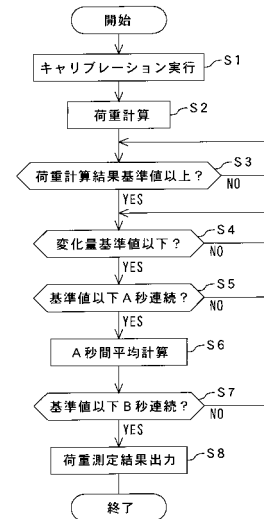 開始
キャリブレーション実行
S1
荷重計算
S2
荷重計算結果基準値以上？
S3
NO
YES
変化量基準値以下？
S4
NO
YES
基準値以下A秒連続？
S5
NO
YES
A秒間平均計算
S6
基準値以下B秒連続？
S7
NO
YES
荷重測定結果出力
S8
終了